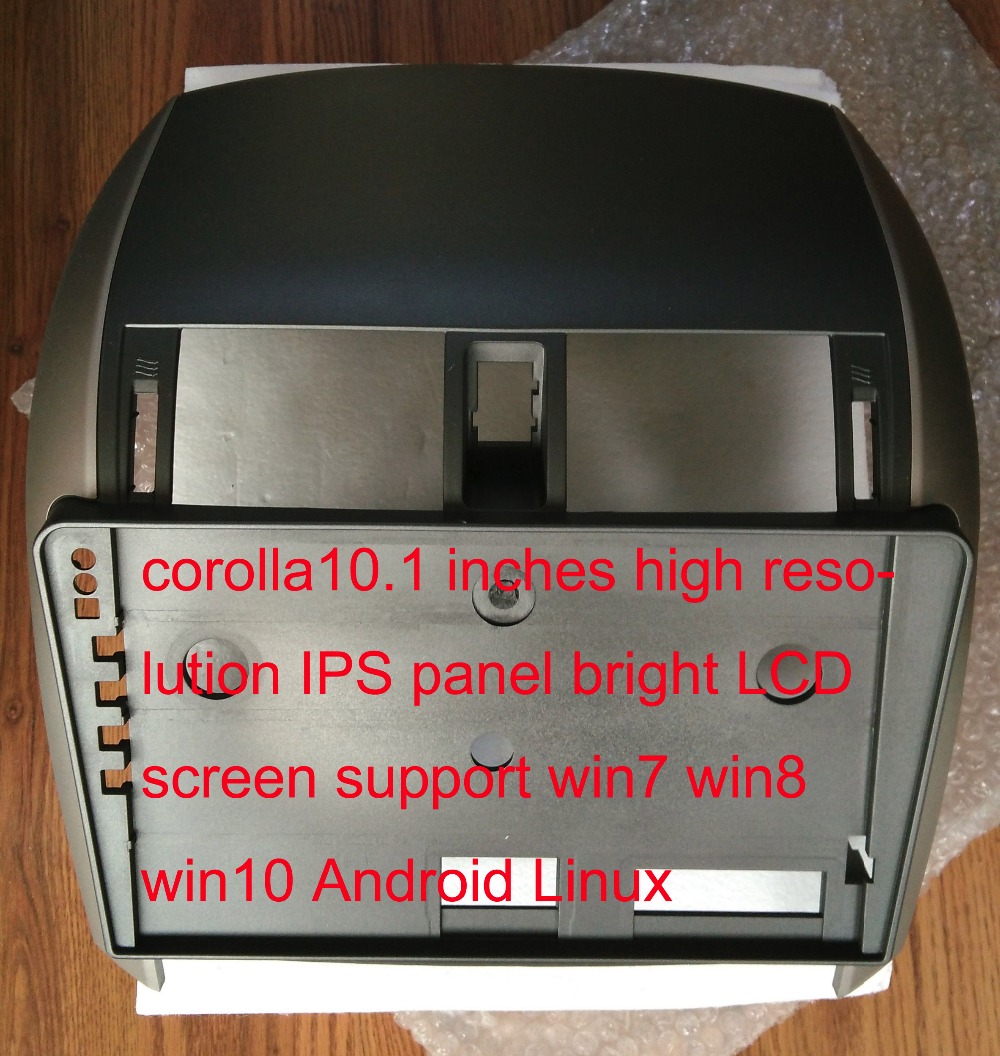 corolla10.1 inches high reso-
lution IPS panel bright LCD
screen support win7 win8
win10 Android Linux